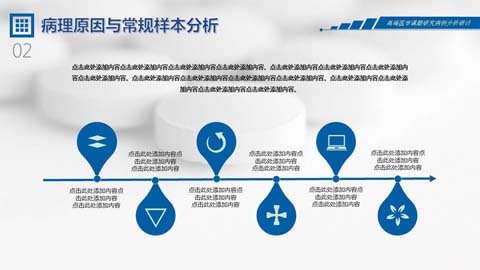 病理原因与常规样本分析
高端医学课题研究病例分析研讨
02
点击此处添加内容点击此处添加内容点击此处添加内容点击此处添加内容，点击此处添加内容点击此处添加内容点击此处添加内
容点击此处添加内容，点击此处添加内容点击此处添加内容点击此处添加内容点击此处添加内容，点击此处添加内容点击此处添
加内容点击此处添加内容点击此处添加内容。
点击此处添加内容点
击此处添加内容
点击此处添加内容
点击此处添加内容点
击此处添加内容
点击此处添加内容
点击此处添加内容点
击此处添加内容
点击此处添加内容
点击此处添加内容点
击此处添加内容
点击此处添加内容
点击此处添加内容点
击此处添加内容
点击此处添加内容
点击此处添加内容点
击此处添加内容
点击此处添加内容